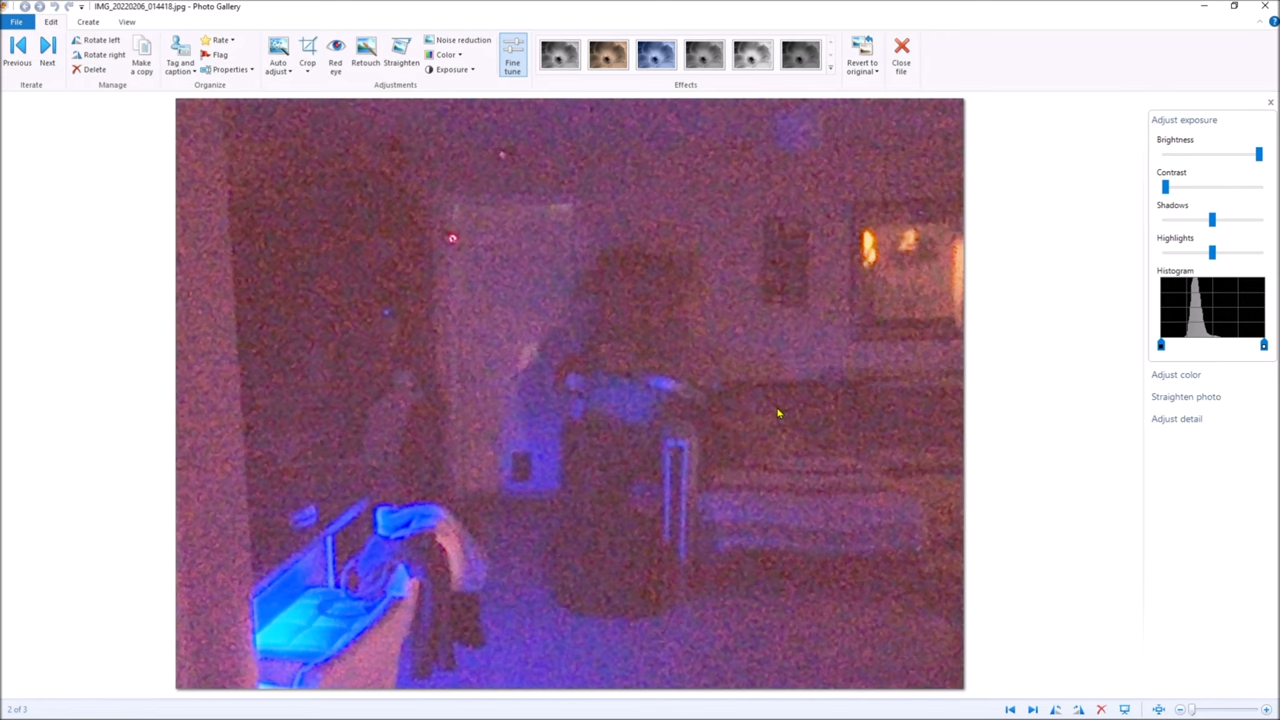 IMG_20220206_014418.jpg - Photo Gallery
File
Edit
Create
View
Previous
Next
Rotate left
Rotate right
Delete
Make a copy
Tag and caption
Rate
Flag
Properties
Auto adjust
Crop
Red eye
Retouch
Straighten
Noise reduction
Color
Exposure
Fine tune
Revert to original
Close file
Iterate
Manage
Organize
Adjustments
Effects
Adjust exposure
Brightness
Contrast
Shadows
Highlights
Histogram
Adjust color
Straighten photo
Adjust detail
2 of 3